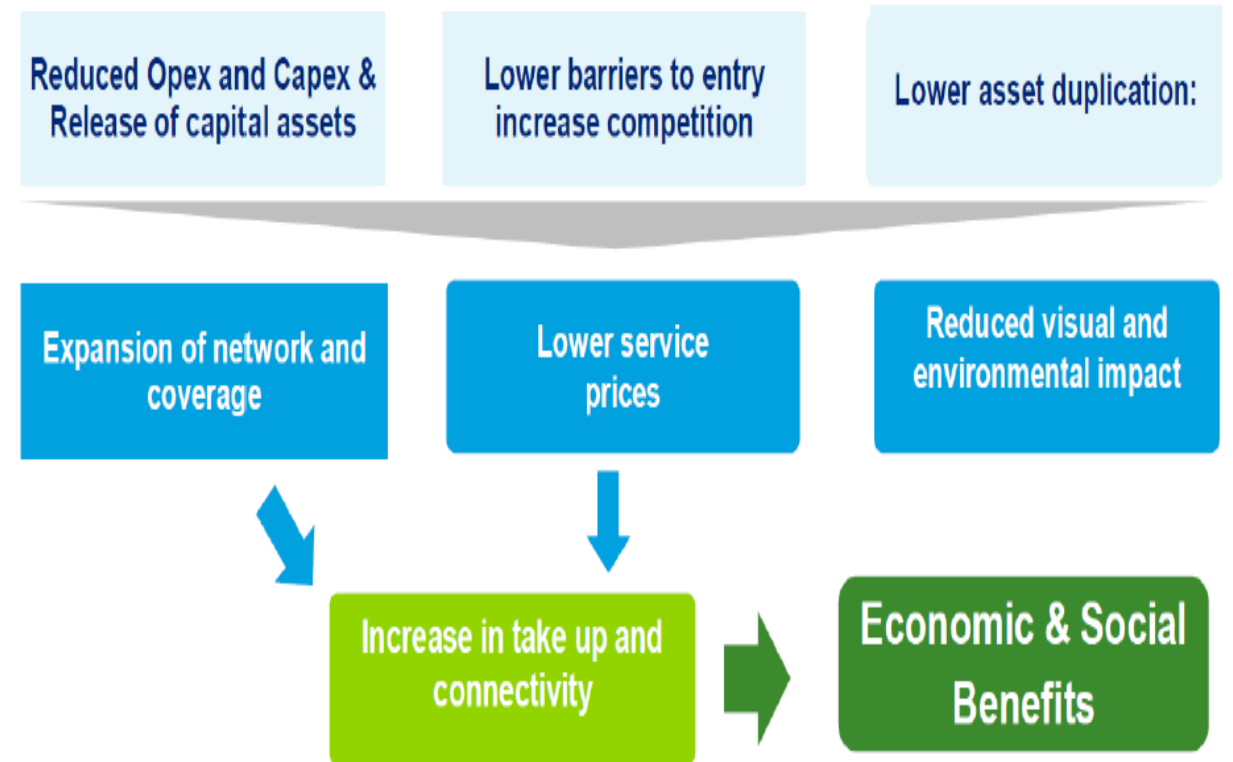 Reduced Opex and Capex &
Release of capital assets
Lower barriers to entry
increase competition
Lower asset duplication:
Expansion of network and
coverage
Lower service
prices
Reduced visual and
environmental impact
Increase in take up and
connectivity
Economic & Social
Benefits